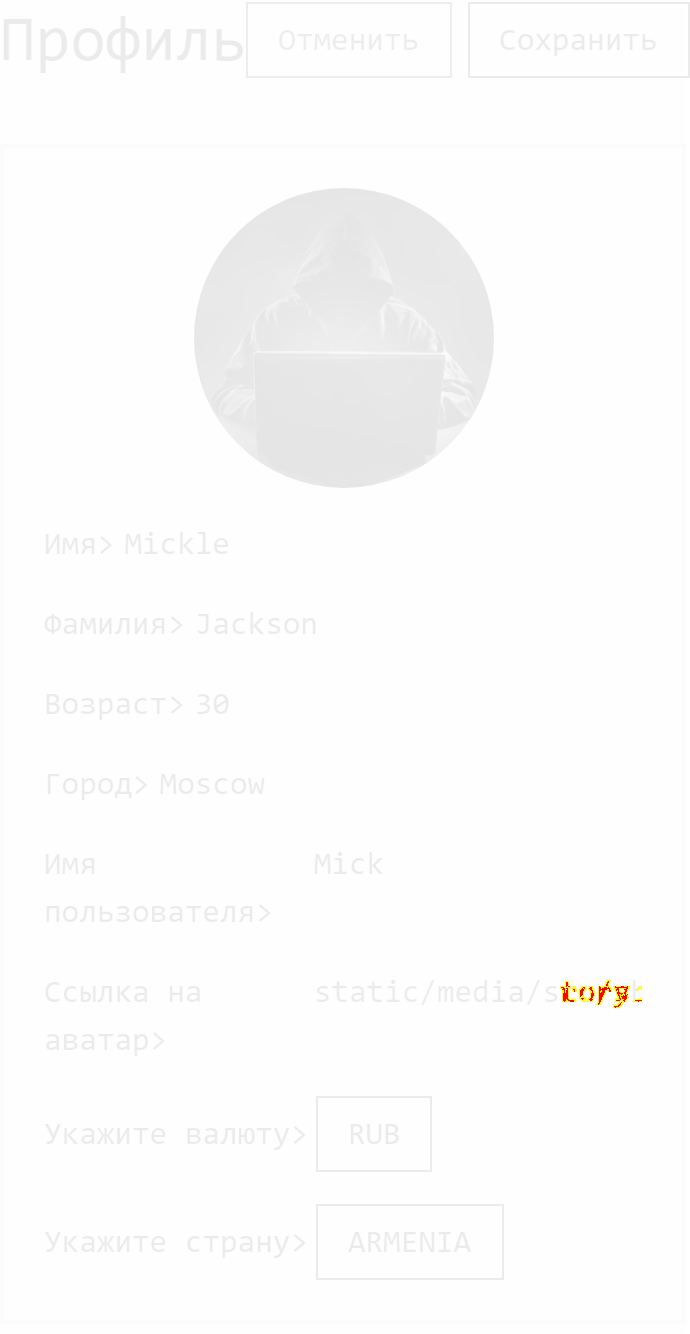 Профиль Отменить Сохранить
Имя> Mickle
Фамилия> Jackson
Возраст> 30
Город> Moscow
Имя пользователя> Mick
Ссылка на аватар> static/media/
Укажите валюту> RUB
Укажите страну> ARMENIA